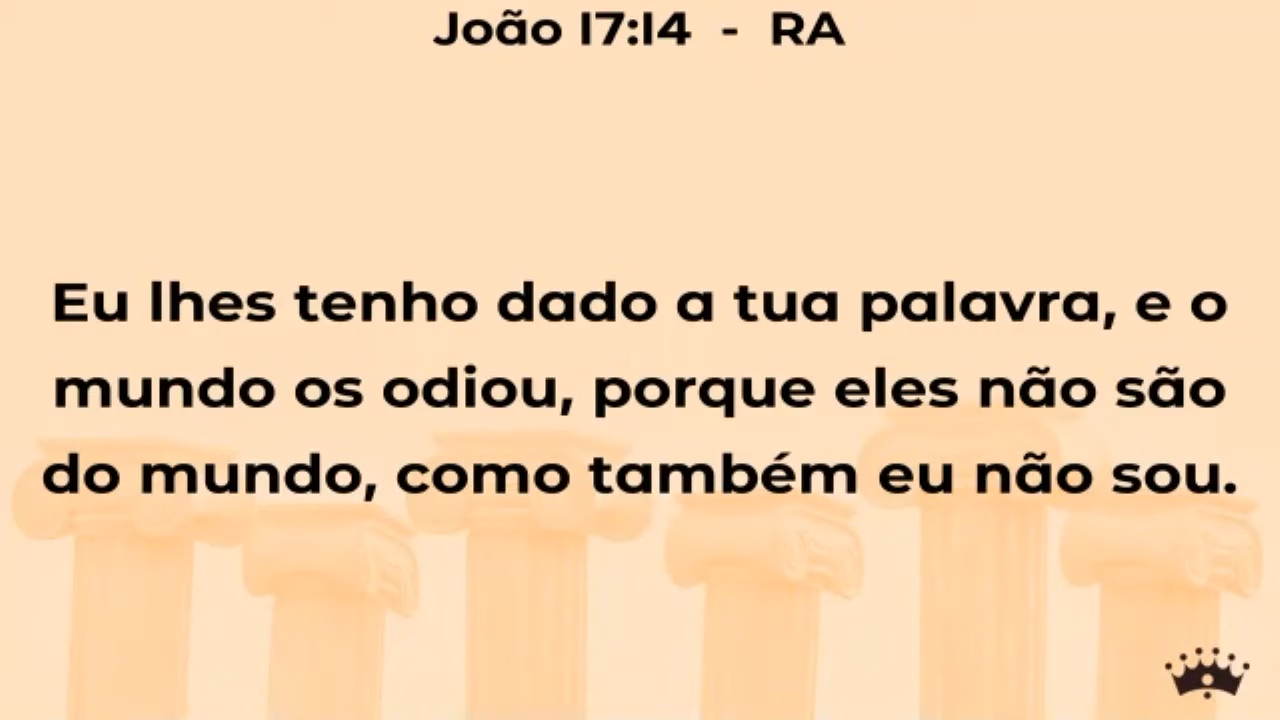 João 17:14 - RA
Eu lhes tenho dado a tua palavra, e o
mundo os odiou, porque eles não são
do mundo, como também eu não sou.